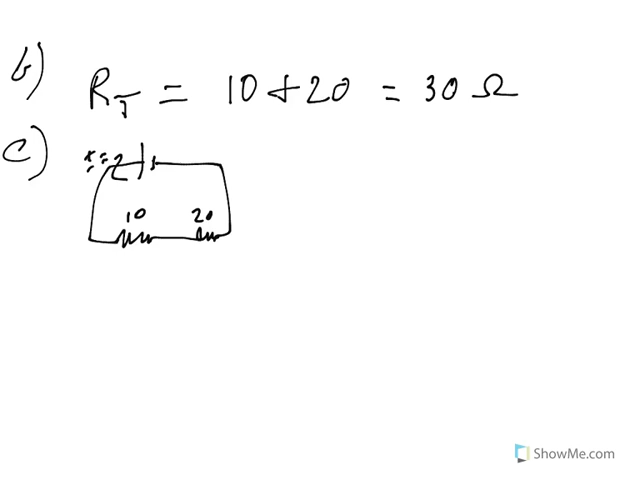 b)
R_T = 10 + 20 = 30 Ω
c)
10 20
ShowMe.com